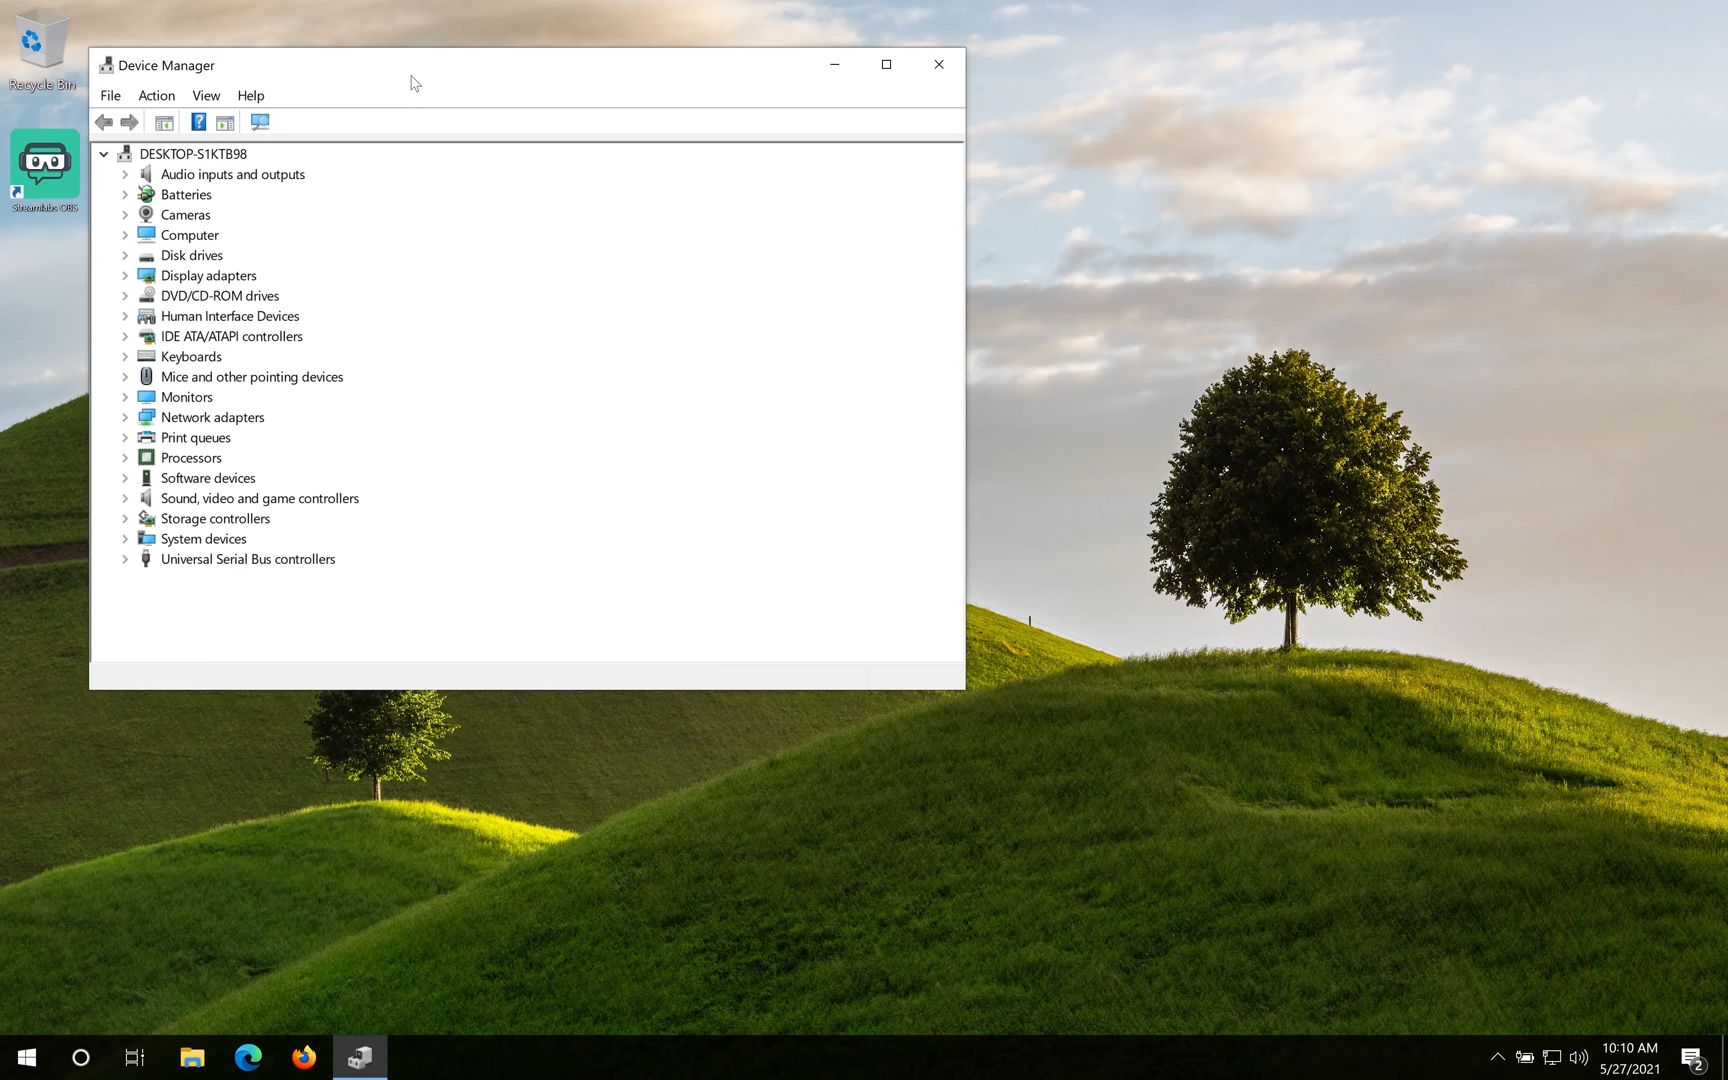 Recycle Bin
Streamlabs OBS
Device Manager
File Action View Help
DESKTOP-S1KTB98
Audio inputs and outputs
Batteries
Cameras
Computer
Disk drives
Display adapters
DVD/CD-ROM drives
Human Interface Devices
IDE ATA/ATAPI controllers
Keyboards
Mice and other pointing devices
Monitors
Network adapters
Print queues
Processors
Software devices
Sound, video and game controllers
Storage controllers
System devices
Universal Serial Bus controllers
10:10 AM
5/27/2021
2